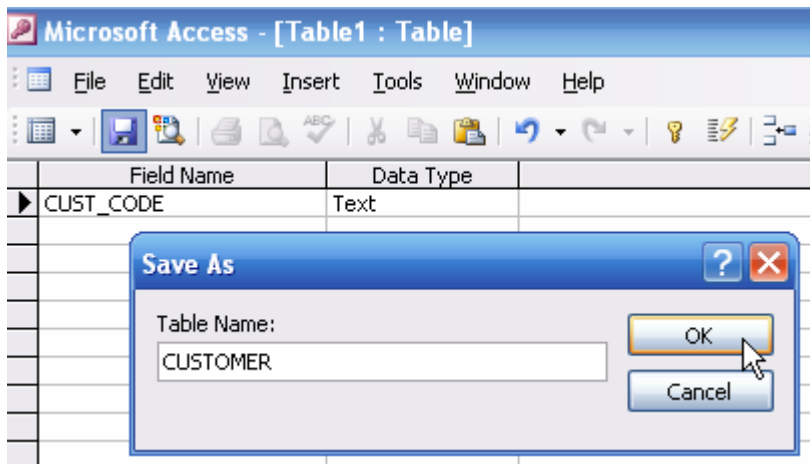 Microsoft Access - [Table1 : Table]
File Edit View Insert Tools Window Help
ABC
Field Name Data Type
CUST_CODE Text
Save As
Table Name:
OK
CUSTOMER
Cancel